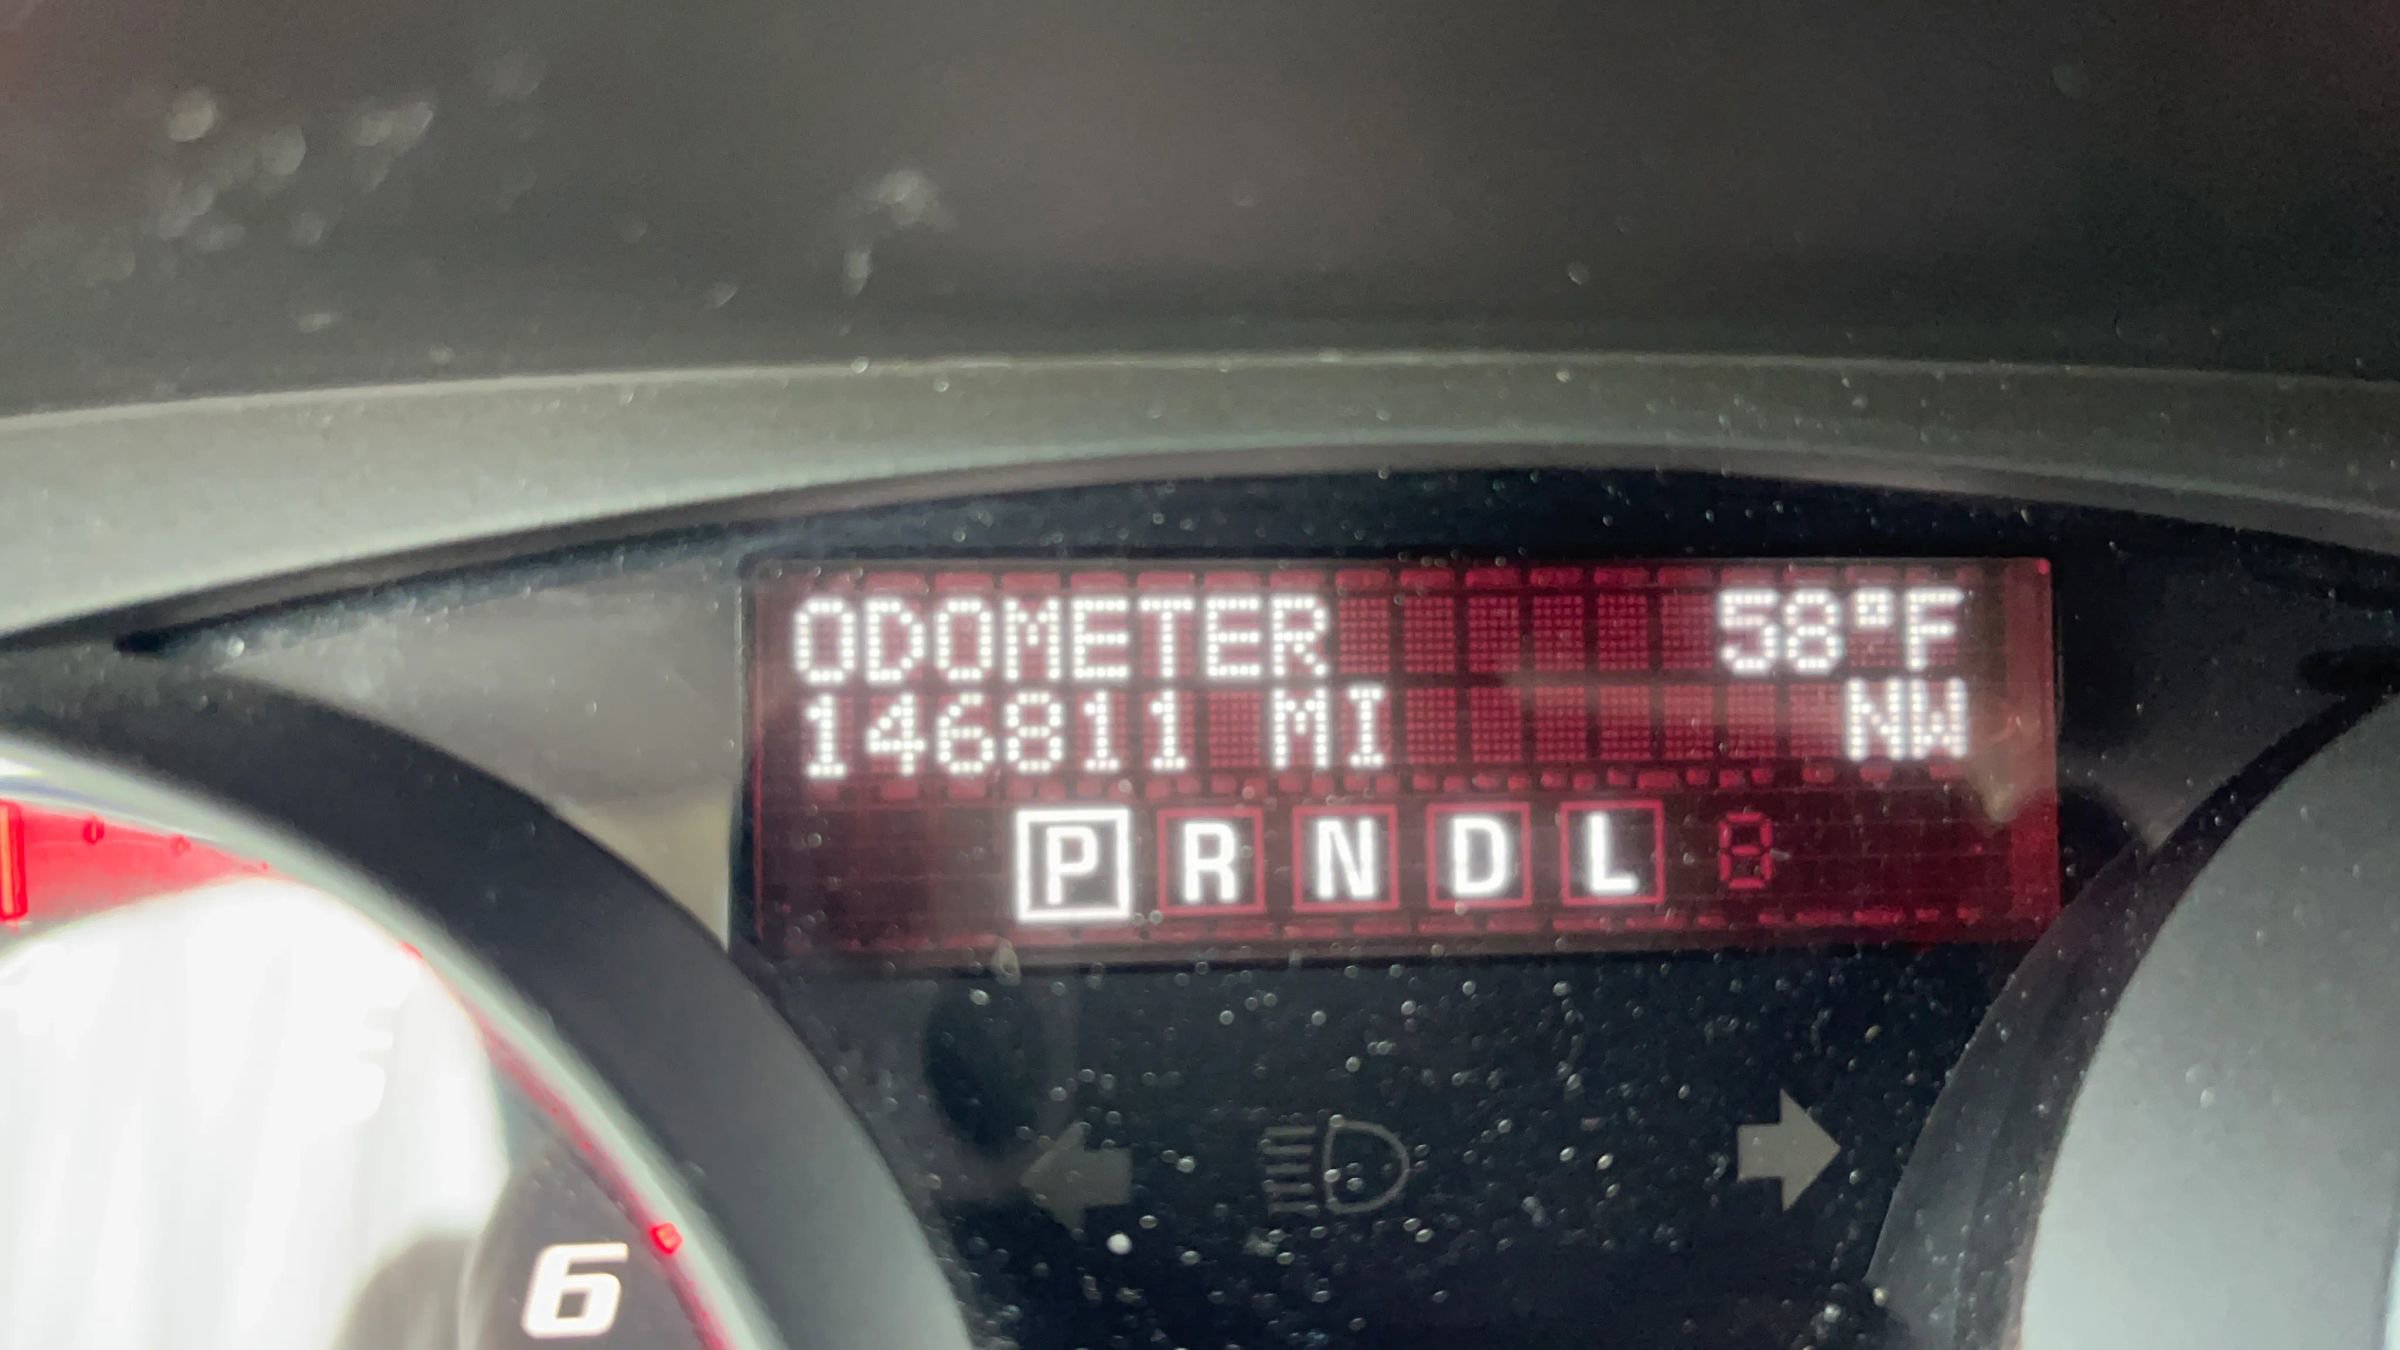 ODOMETER 58°F
146811 MI NW
P R N D L
6